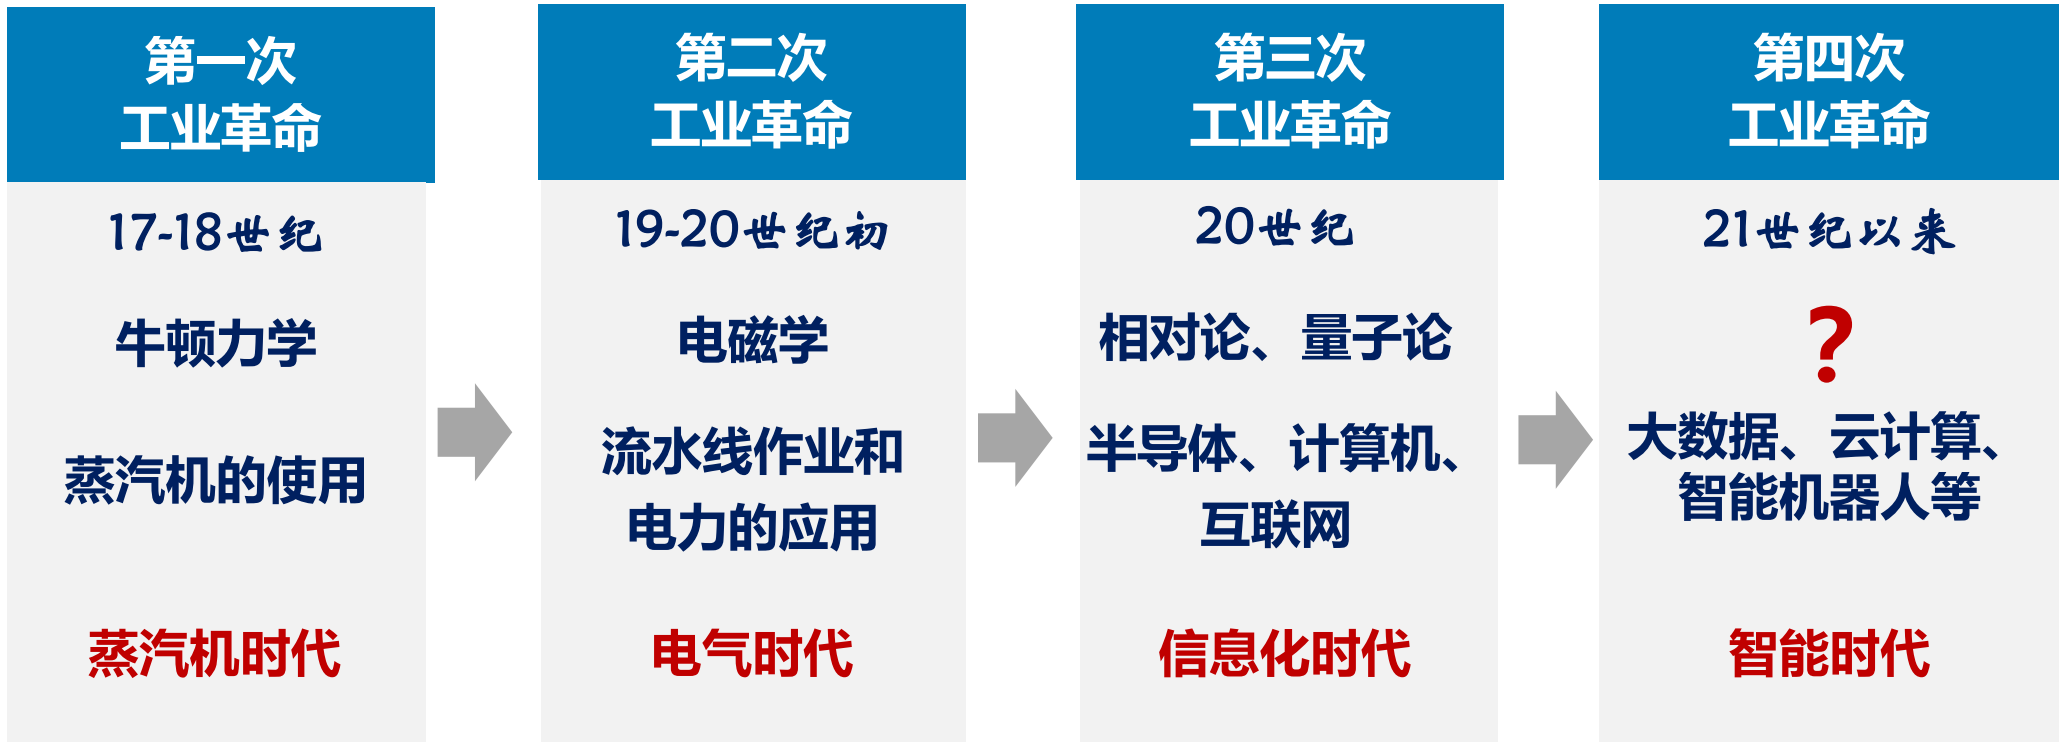 第一次
工业革命
17-18世纪
牛顿力学
蒸汽机的使用
蒸汽机时代
第二次
工业革命
19-20世纪初
电磁学
流水线作业和
电力的应用
电气时代
第三次
工业革命
20世纪
相对论、量子论
半导体、计算机、
互联网
信息化时代
第四次
工业革命
21世纪以来
?
大数据、云计算、
智能机器人等
智能时代